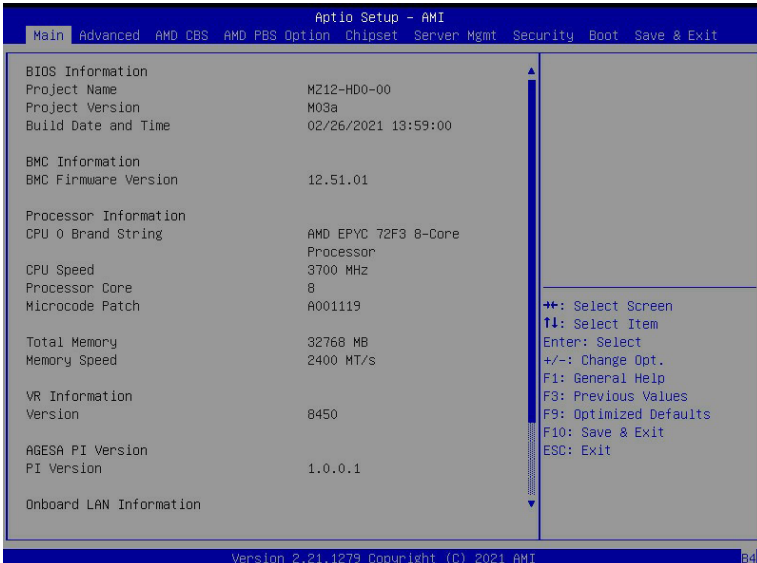 Aptio Setup – AMI
Main Advanced AMD CBS AMD PBS Option Chipset Server Mgmt Security Boot Save & Exit
BIOS Information
Project Name MZ12-HD0-00
Project Version M03a
Build Date and Time 02/26/2021 13:59:00
BMC Information
BMC Firmware Version 12.51.01
Processor Information
CPU 0 Brand String AMD EPYC 72F3 8-Core
Processor
CPU Speed 3700 MHz
Processor Core 8
Microcode Patch A001119
Total Memory 32768 MB
Memory Speed 2400 MT/s
VR Information
Version 8450
AGESA PI Version
PI Version 1.0.0.1
Onboard LAN Information
→←: Select Screen
↑↓: Select Item
Enter: Select
+/-: Change Opt.
F1: General Help
F3: Previous Values
F9: Optimized Defaults
F10: Save & Exit
ESC: Exit
Version 2.21.1279 Copyright (C) 2021 AMI
B4